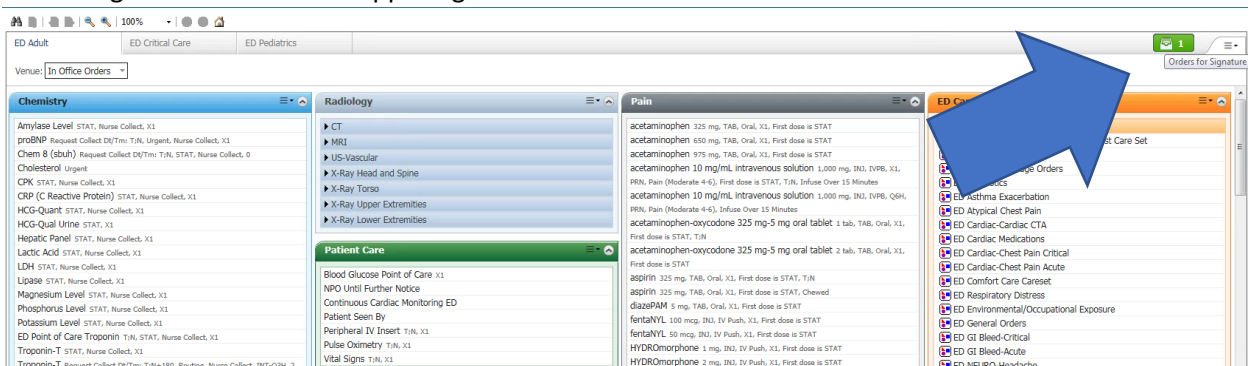 100%
ED Adult
ED Critical Care
ED Pediatrics
1
Orders for Signature
Venue: In Office Orders
Chemistry
Amylase Level STAT, Nurse Collect, X1
proBNP Request Collect Dt/Tm: T;N, Urgent, Nurse Collect, X1
Chem 8 (sbuh) Request Collect Dt/Tm: T;N, STAT, Nurse Collect, 0
Cholesterol Urgent
CPK STAT, Nurse Collect, X1
CRP (C Reactive Protein) STAT, Nurse Collect, X1
HCG-Quant STAT, Nurse Collect, X1
HCG-Qual Urine STAT, X1
Hepatic Panel STAT, Nurse Collect, X1
Lactic Acid STAT, Nurse Collect, X1
LDH STAT, Nurse Collect, X1
Lipase STAT, Nurse Collect, X1
Magnesium Level STAT, Nurse Collect, X1
Phosphorus Level STAT, Nurse Collect, X1
Potassium Level STAT, Nurse Collect, X1
ED Point of Care Troponin T;N, STAT, Nurse Collect, X1
Troponin-T STAT, Nurse Collect, X1
Troponin-T Request Collect Dt/Tm: T;N+180, Routine, Nurse Collect, INT-Q3H, 2
Radiology
CT
MRI
US-Vascular
X-Ray Head and Spine
X-Ray Torso
X-Ray Upper Extremities
X-Ray Lower Extremities
Patient Care
Blood Glucose Point of Care X1
NPO Until Further Notice
Continuous Cardiac Monitoring ED
Patient Seen By
Peripheral IV Insert T;N, X1
Pulse Oximetry T;N, X1
Vital Signs T;N, X1
Pain
acetaminophen 325 mg, TAB, Oral, X1, First dose is STAT
acetaminophen 650 mg, TAB, Oral, X1, First dose is STAT
acetaminophen 975 mg, TAB, Oral, X1, First dose is STAT
acetaminophen 10 mg/mL intravenous solution 1,000 mg, INJ, IVPB, X1,
PRN, Pain (Moderate 4-6), First dose is STAT, T;N, Infuse Over 15 Minutes
acetaminophen 10 mg/mL intravenous solution 1,000 mg, INJ, IVPB, Q6H,
PRN, Pain (Moderate 4-6), Infuse Over 15 Minutes
acetaminophen-oxycodone 325 mg-5 mg oral tablet 1 tab, TAB, Oral, X1,
First dose is STAT, T;N
acetaminophen-oxycodone 325 mg-5 mg oral tablet 2 tab, TAB, Oral, X1,
First dose is STAT
aspirin 325 mg, TAB, Oral, X1, First dose is STAT, T;N
aspirin 325 mg, TAB, Oral, X1, First dose is STAT, Chewed
diazePAM 5 mg, TAB, Oral, X1, First dose is STAT
fentaNYL 100 mcg, INJ, IV Push, X1, First dose is STAT
fentaNYL 50 mcg, INJ, IV Push, X1, First dose is STAT
HYDROmorphone 1 mg, INJ, IV Push, X1, First dose is STAT
HYDROmorphone 2 mg, INJ, IV Push, X1, First dose is STAT
ED
st Care Set
Orders
ED Asthma Exacerbation
ED Atypical Chest Pain
ED Cardiac-Cardiac CTA
ED Cardiac Medications
ED Cardiac-Chest Pain Critical
ED Cardiac-Chest Pain Acute
ED Comfort Care Careset
ED Respiratory Distress
ED Environmental/Occupational Exposure
ED General Orders
ED GI Bleed-Critical
ED GI Bleed-Acute
ED NEURO-Headache